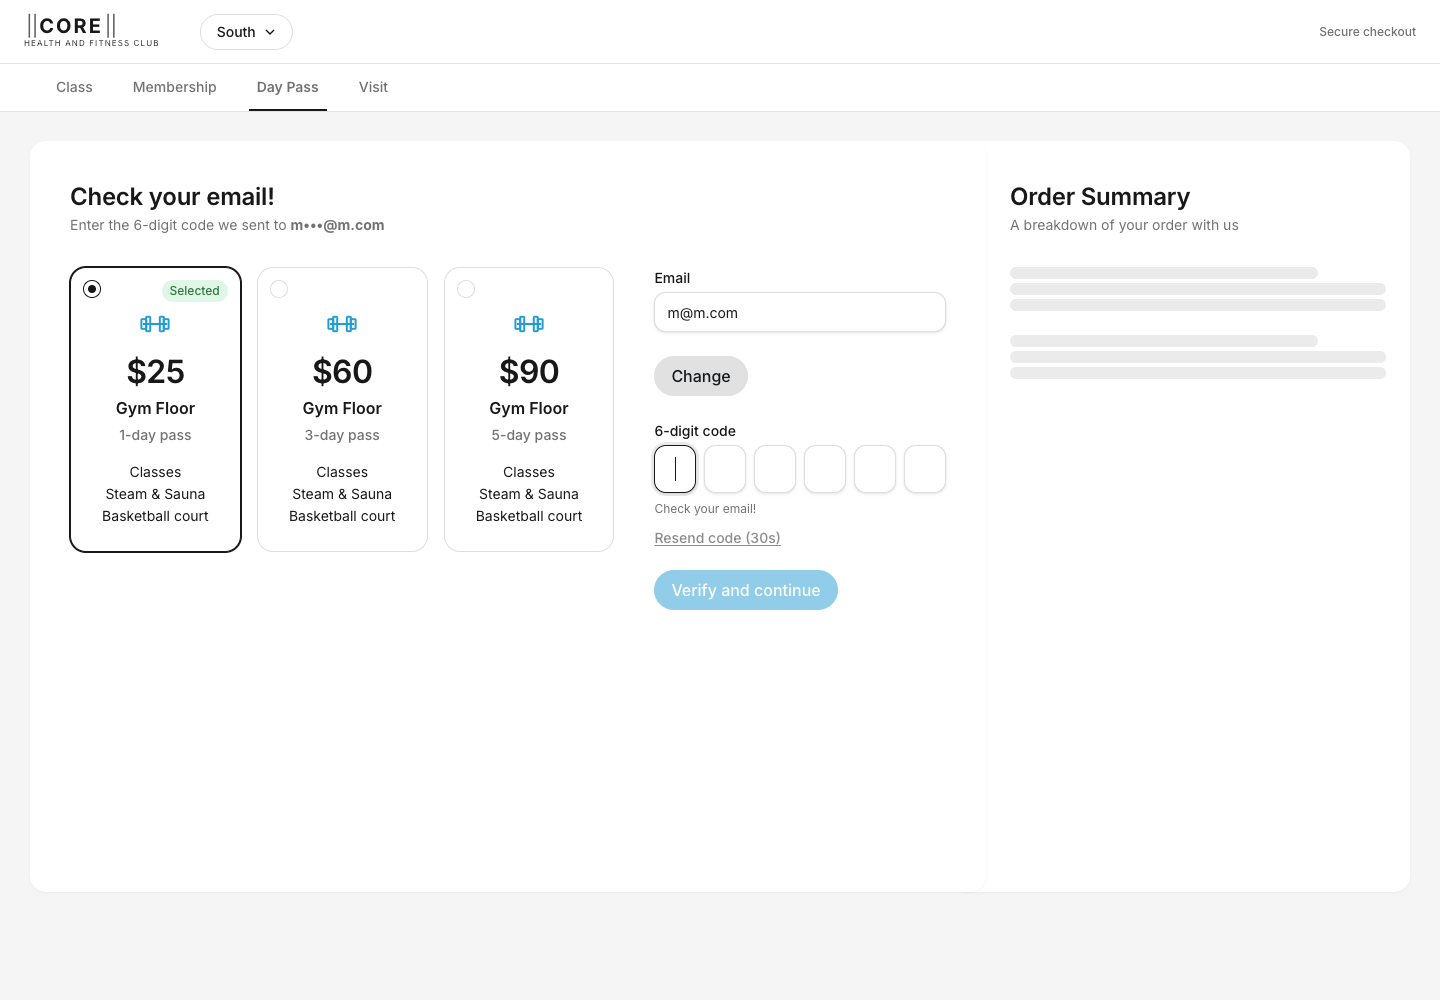 CORE
HEALTH AND FITNESS CLUB
South
Secure checkout
Class
Membership
Day Pass
Visit
Check your email!
Enter the 6-digit code we sent to m•••@m.com
Selected
$25
Gym Floor
1-day pass
Classes
Steam & Sauna
Basketball court
$60
Gym Floor
3-day pass
Classes
Steam & Sauna
Basketball court
$90
Gym Floor
5-day pass
Classes
Steam & Sauna
Basketball court
Email
m@m.com
Change
6-digit code
Check your email!
Resend code (30s)
Verify and continue
Order Summary
A breakdown of your order with us